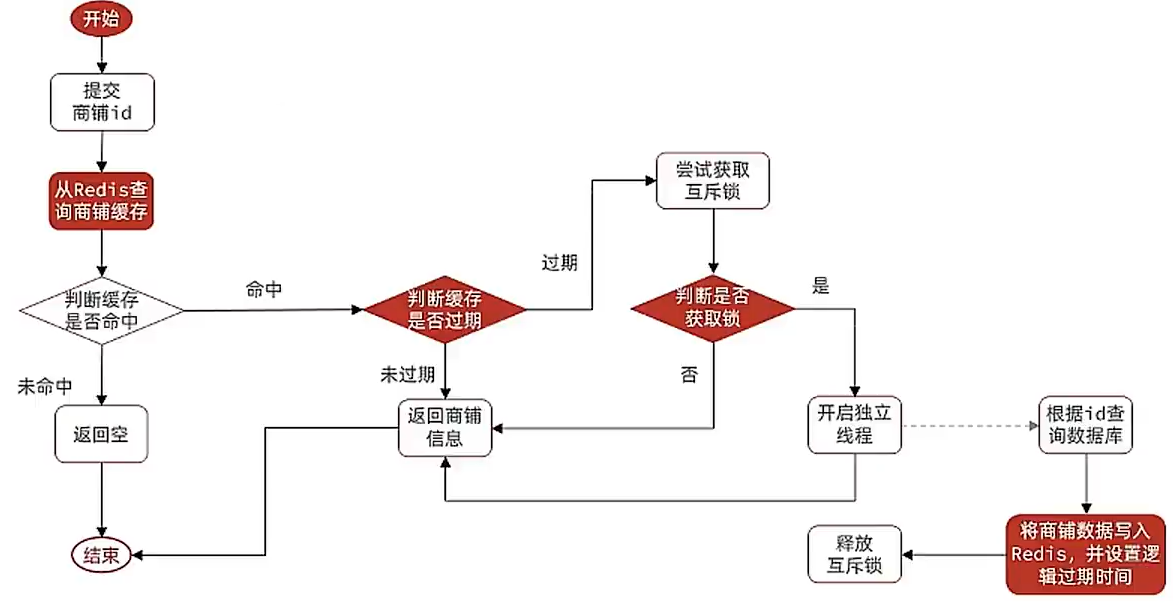 开始
提交
商铺id
从Redis查
询商铺缓存
判断缓存
是否命中
命中
未命中
返回空
结束
判断缓存
是否过期
过期
未过期
返回商铺
信息
尝试获取
互斥锁
判断是否
获取锁
是
否
开启独立
线程
根据id查
询数据库
将商铺数据写入
Redis，并设置逻
辑过期时间
释放
互斥锁